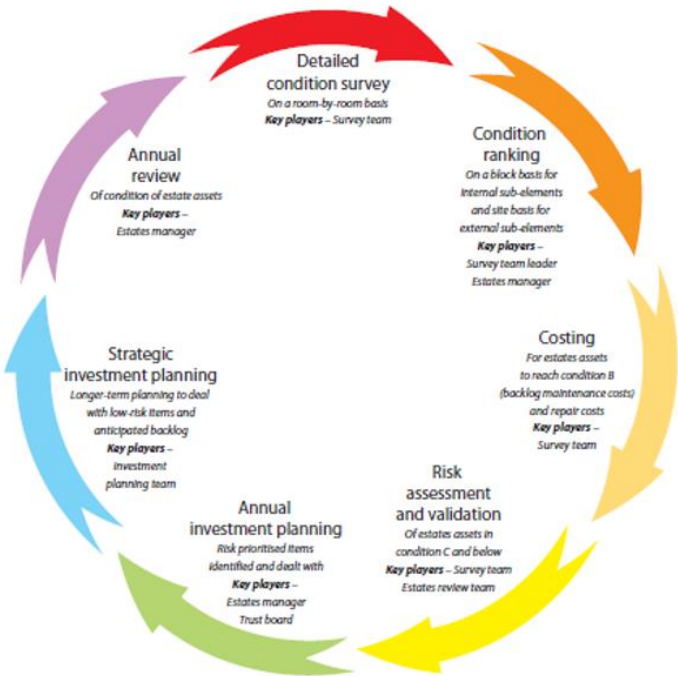 Detailed
condition survey
On a room-by-room basis
Key players – Survey team
Condition
ranking
On a block basis for
internal sub-elements
and site basis for
external sub-elements
Key players –
Survey team leader
Estates manager
Costing
For estates assets
to reach condition B
(backlog maintenance costs)
and repair costs
Key players –
Survey team
Risk
assessment
and validation
Of estates assets in
condition C and below
Key players – Survey team
Estates review team
Annual
investment planning
Risk prioritised items
identified and dealt with
Key players –
Estates manager
Trust board
Strategic
investment planning
Longer-term planning to deal
with low-risk items and
anticipated backlog
Key players –
Investment
planning team
Annual
review
Of condition of estate assets
Key players –
Estates manager